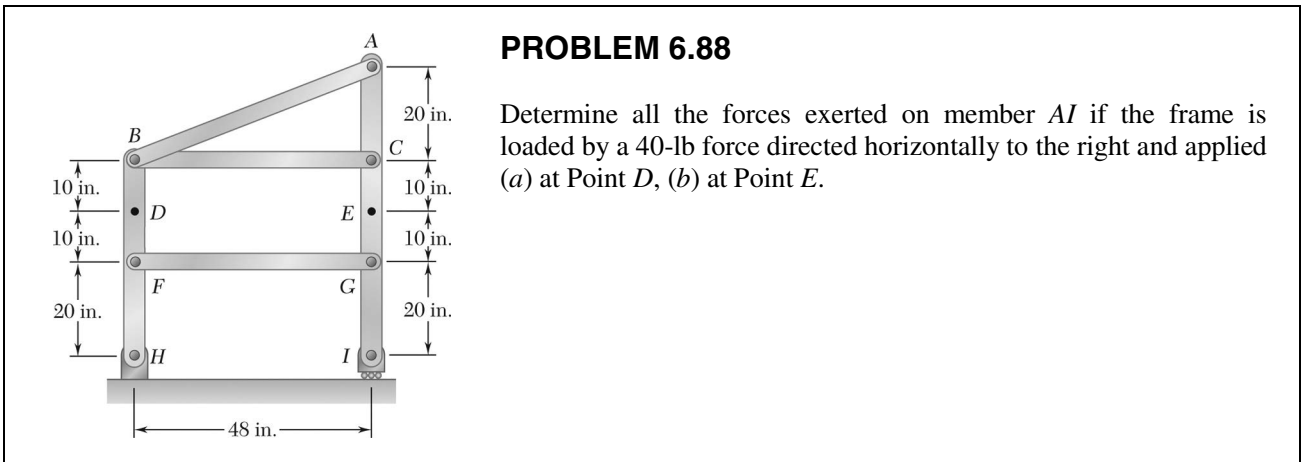 PROBLEM 6.88
Determine all the forces exerted on member AI if the frame is
loaded by a 40-lb force directed horizontally to the right and applied
(a) at Point D, (b) at Point E.
A
20 in.
B
C
10 in.
10 in.
D
E
10 in.
10 in.
F
G
20 in.
20 in.
H
I
48 in.